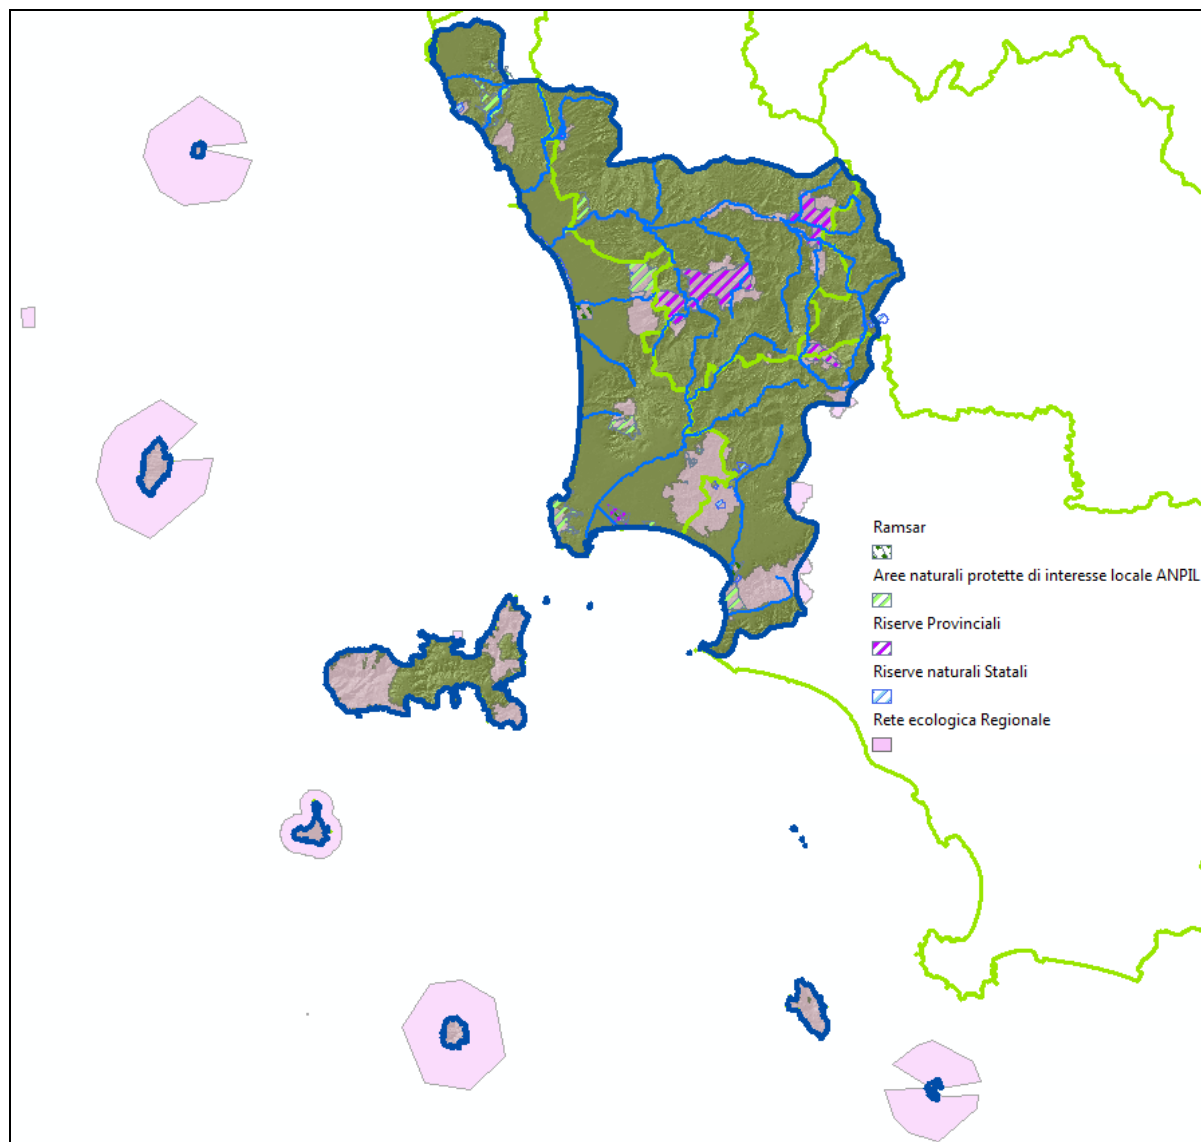 Ramsar
Aree naturali protette di interesse locale ANPIL
Riserve Provinciali
Riserve naturali Statali
Rete ecologica Regionale